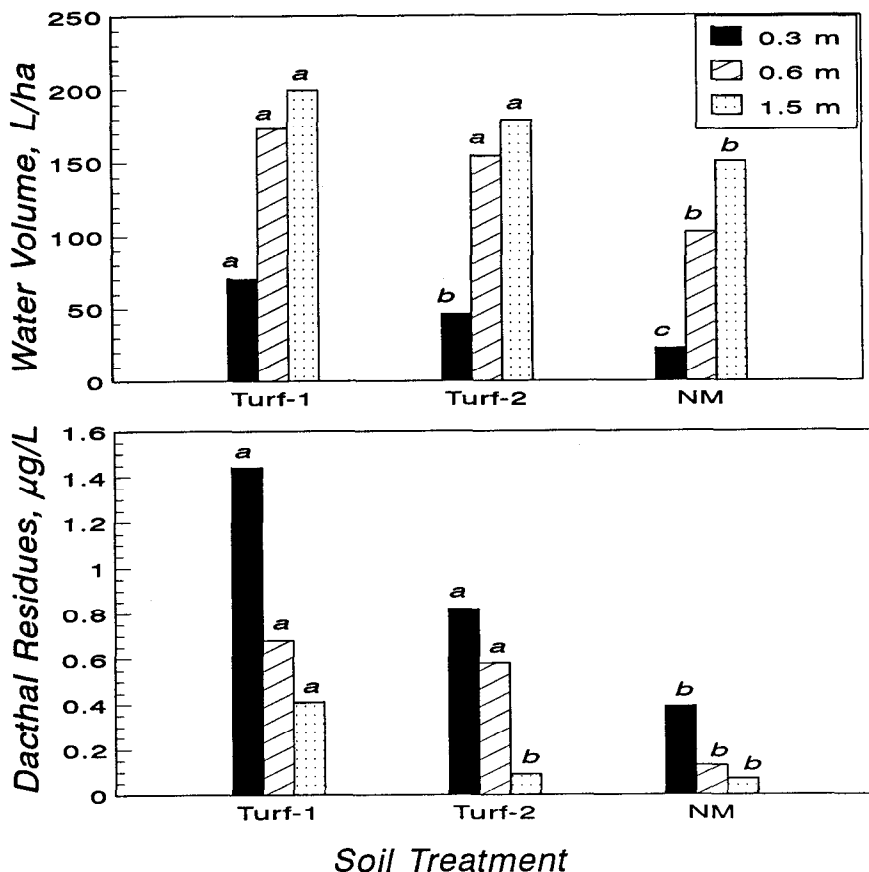 250
200
150
100
50
0
Water Volume, L/ha
0.3 m
0.6 m
1.5 m
a
a
a
b
a
a
c
b
b
Turf-1 Turf-2 NM
1.6
1.4
1.2
1
0.8
0.6
0.4
0.2
0
Dacthal Residues, µg/L
a
a
a
a
a
b
b
b
b
Turf-1 Turf-2 NM
Soil Treatment